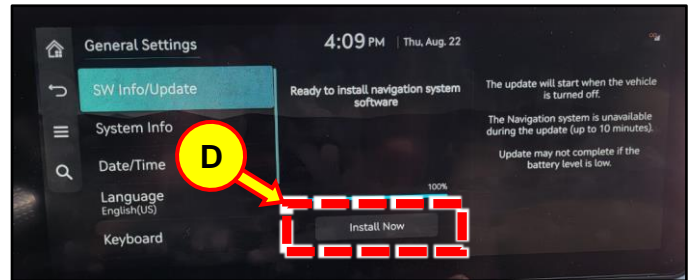 General Settings
4:09 PM Thu, Aug. 22
SW Info/Update
System Info
Date/Time
Language
English(US)
Keyboard
Ready to install navigation system
software
100%
Install Now
The update will start when the vehicle
is turned off.
The Navigation system is unavailable
during the update (up to 10 minutes).
Update may not complete if the
battery level is low.
D